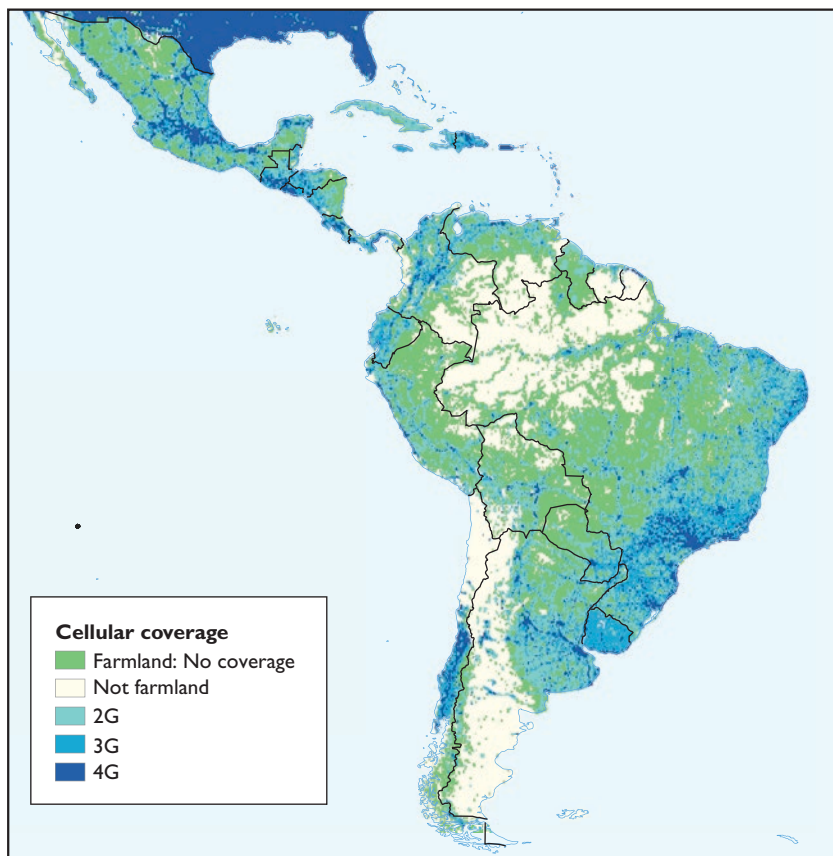 Cellular coverage
Farmland: No coverage
Not farmland
2G
3G
4G